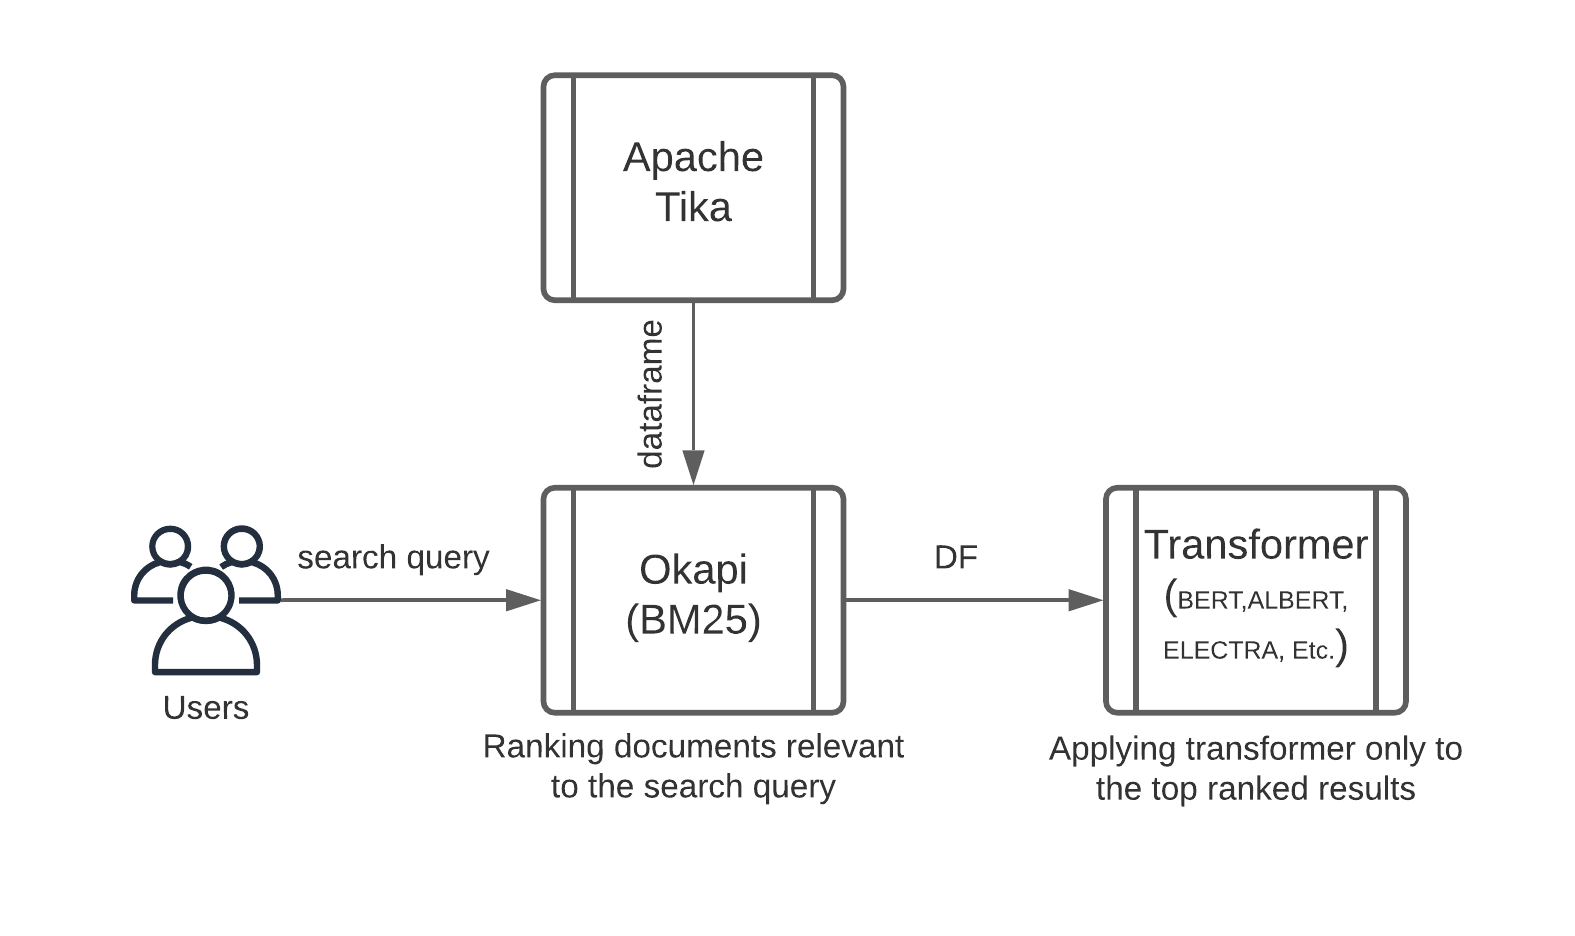 Apache
Tika
dataframe
search query
Users
Okapi
(BM25)
Ranking documents relevant
to the search query
DF
Transformer
(BERT,ALBERT,
ELECTRA, Etc.)
Applying transformer only to
the top ranked results